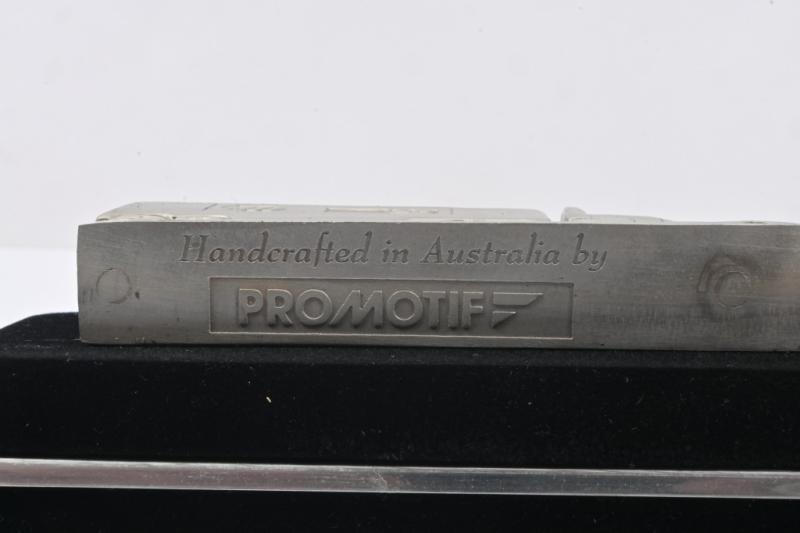 Handcrafted in Australia by
PROMOTIF